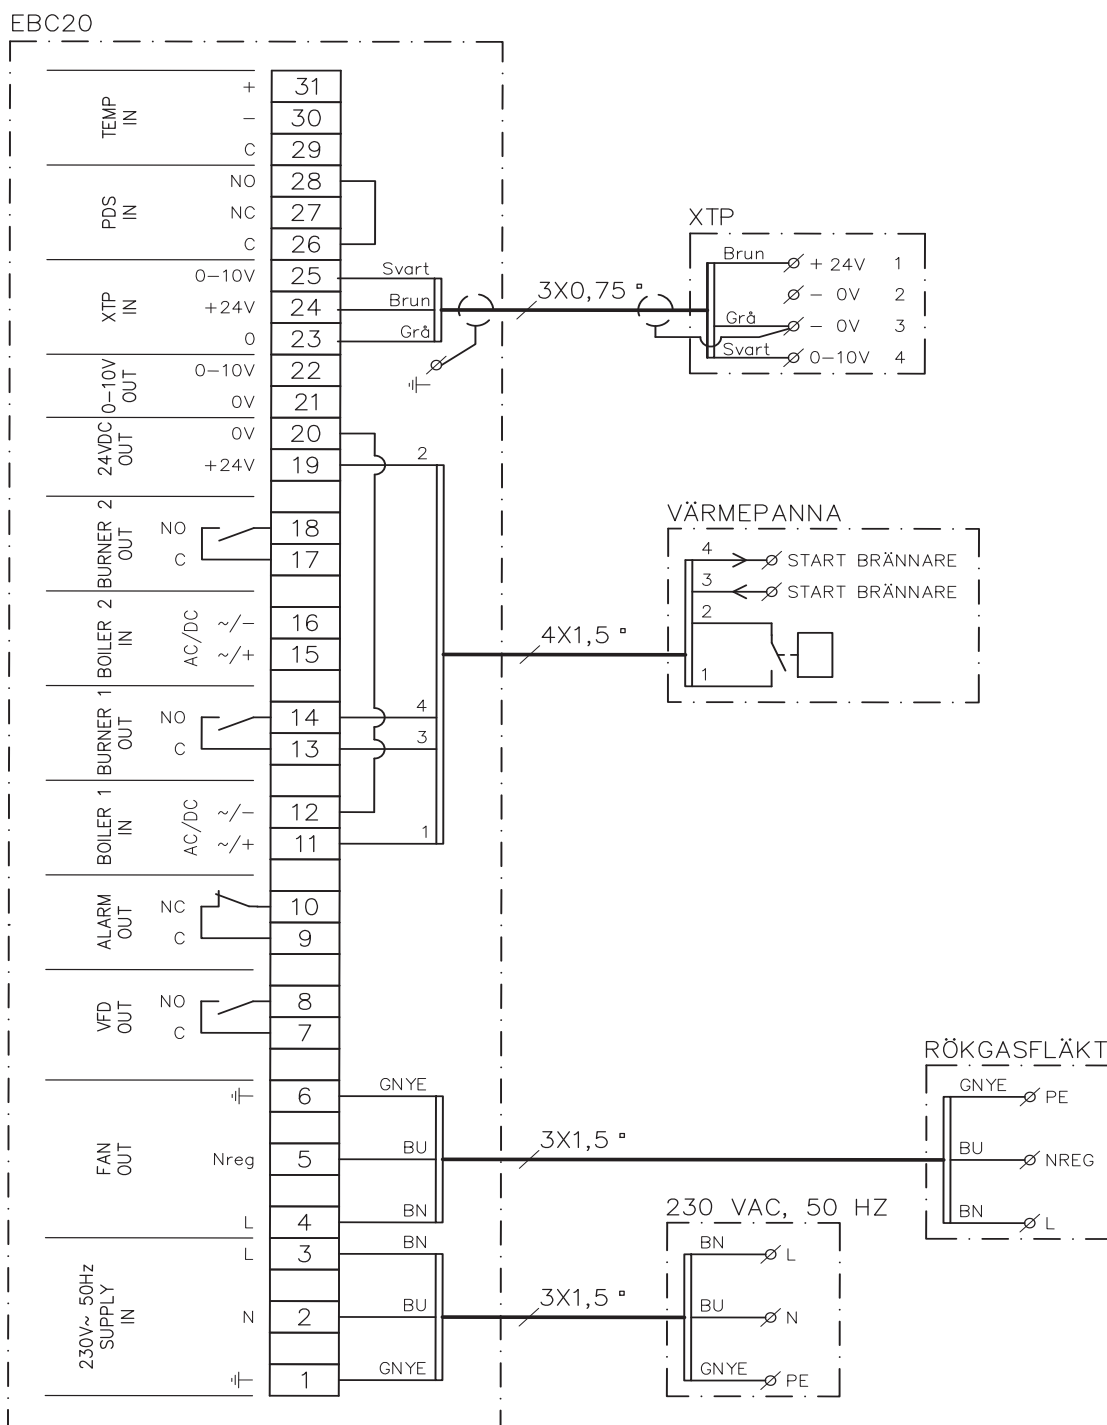 EBC20
TEMP
IN
+ 31
– 30
C 29
PDS
IN
NO 28
NC 27
C 26
XTP
IN
0–10V 25 Svart
+24V 24 Brun
0 23 Grå
3X0,75 ▫
XTP
Brun + 24V 1
– 0V 2
Grå – 0V 3
Svart 0–10V 4
0–10V
OUT
0–10V 22
0V 21
24VDC
OUT
0V 20
+24V 19 2
BURNER 2
OUT
NO 18
C 17
BOILER 2
IN
AC/DC
~/– 16
~/+ 15
4X1,5 ▫
VÄRMEPANNA
4 START BRÄNNARE
3 START BRÄNNARE
2
1
BURNER 1
OUT
NO 14 4
C 13 3
BOILER 1
IN
AC/DC
~/– 12
~/+ 11 1
ALARM
OUT
NC 10
C 9
VFD
OUT
NO 8
C 7
FAN
OUT
6 GNYE
Nreg 5 BU
L 4 BN
3X1,5 ▫
RÖKGASFLÄKT
GNYE PE
BU NREG
BN L
230V~ 50Hz
SUPPLY
IN
L 3 BN
N 2 BU
1 GNYE
3X1,5 ▫
230 VAC, 50 HZ
BN L
BU N
GNYE PE